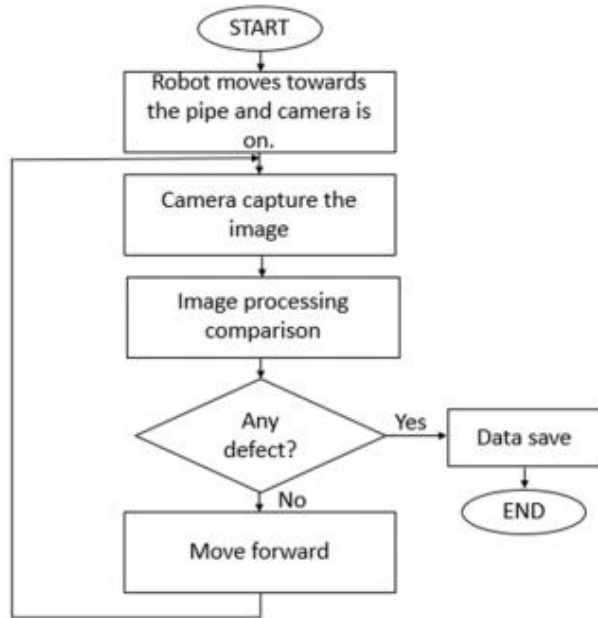 START
Robot moves towards
the pipe and camera is
on.
Camera capture the
image
Image processing
comparison
Any
defect?
Yes
Data save
END
No
Move forward